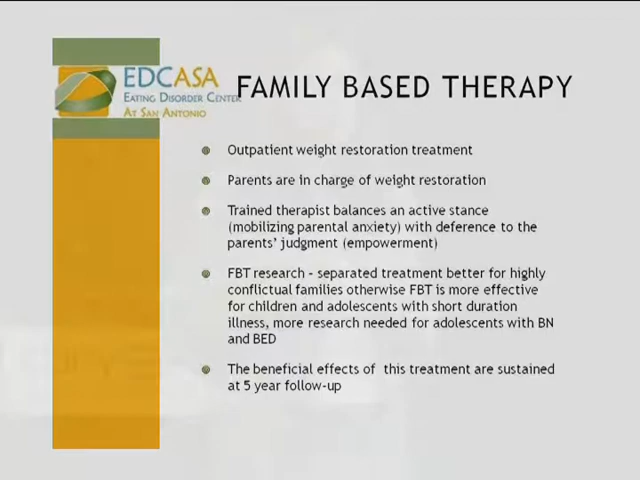 EDCASA
EATING DISORDER CENTER
AT SAN ANTONIO
FAMILY BASED THERAPY
Outpatient weight restoration treatment
Parents are in charge of weight restoration
Trained therapist balances an active stance
(mobilizing parental anxiety) with deference to the
parents' judgment (empowerment)
FBT research - separated treatment better for highly
conflictual families otherwise FBT is more effective
for children and adolescents with short duration
illness, more research needed for adolescents with BN
and BED
The beneficial effects of this treatment are sustained
at 5 year follow-up